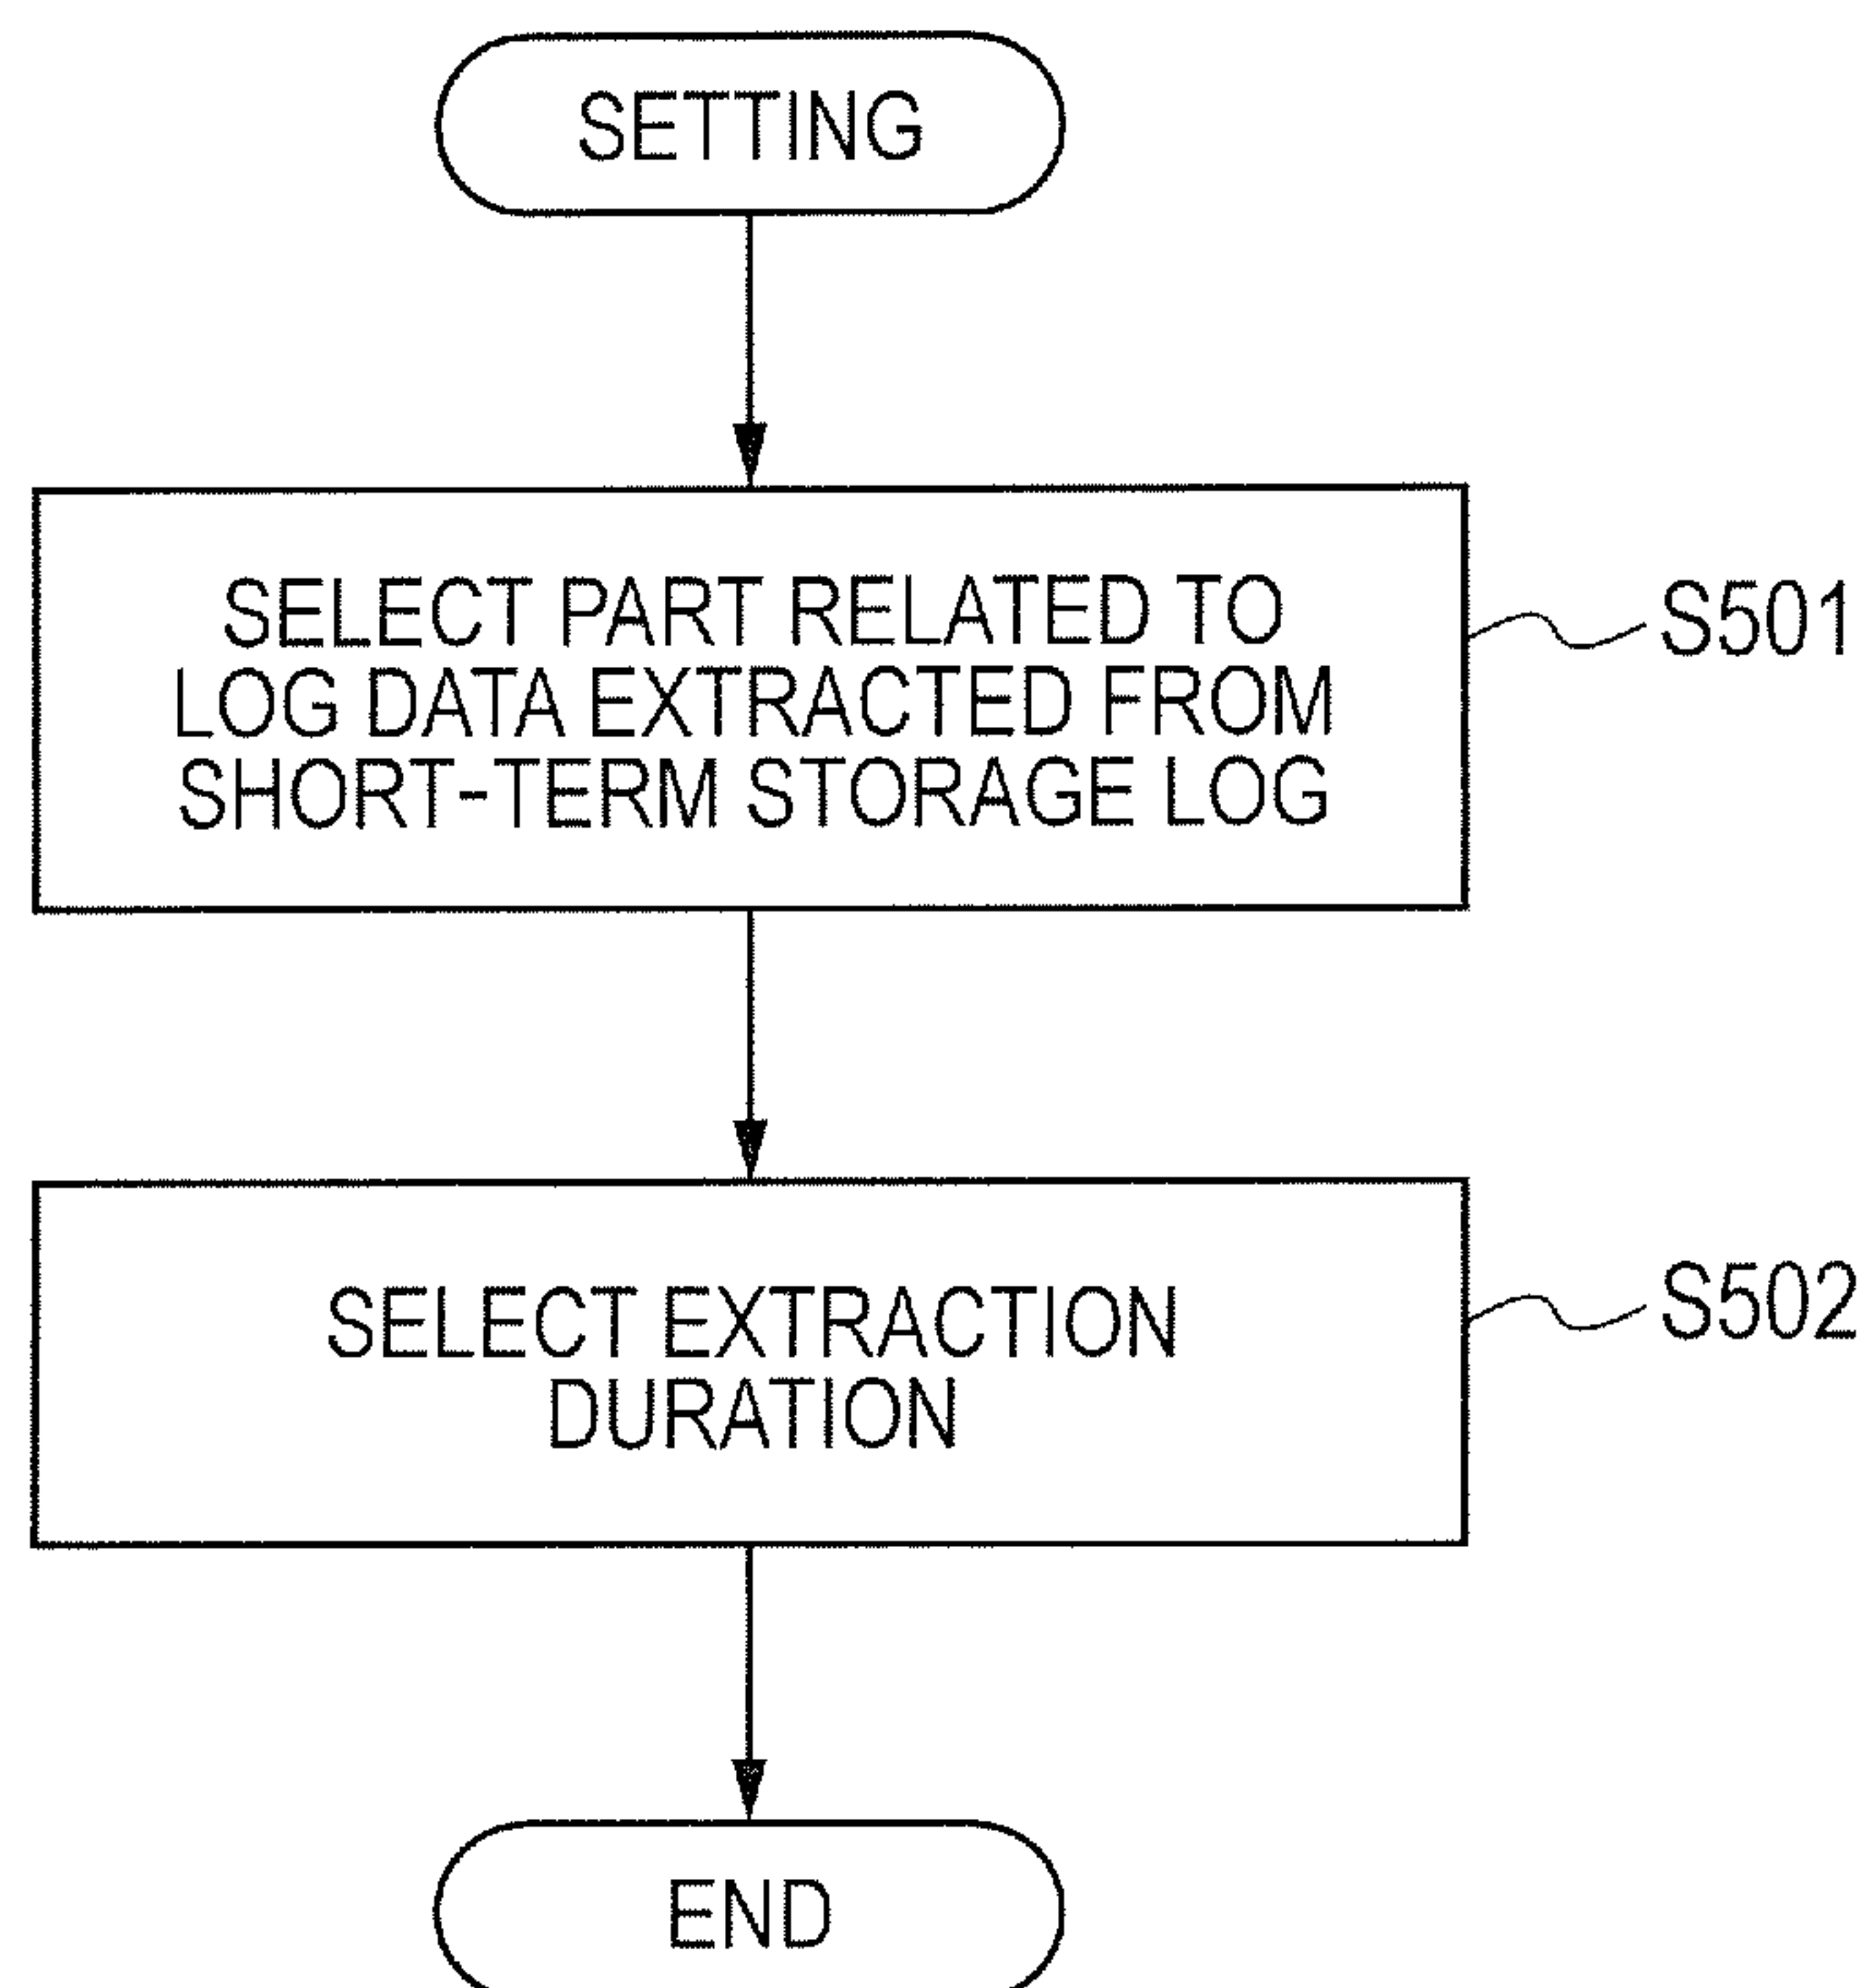 SETTING
SELECT PART RELATED TO
LOG DATA EXTRACTED FROM
SHORT-TERM STORAGE LOG
S501
SELECT EXTRACTION
DURATION
S502
END